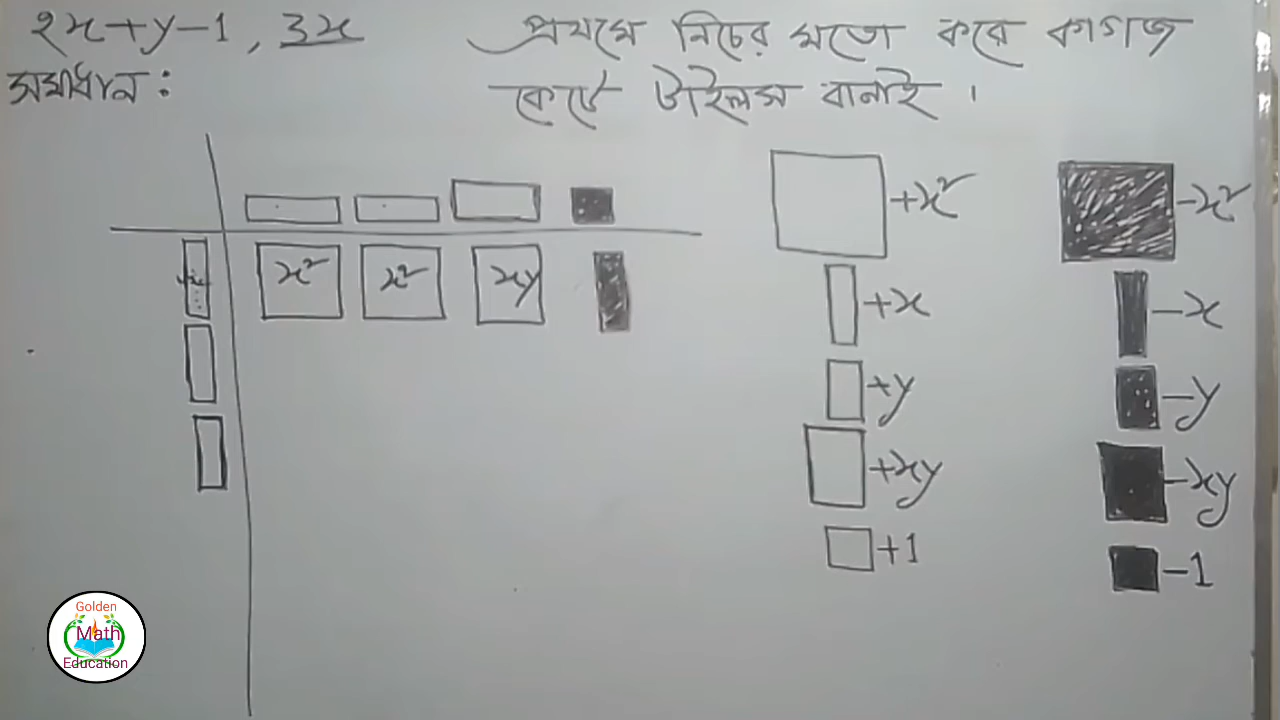 ২x+y-1, 3x
প্রথমে নিচের মতো করে কাগজ
সমাধান:
কেটে টাইলস বানাই।
+x²
-x²
+x
x²
x²
xy
+x
-x
+y
-y
+xy
-xy
+1
-1
Golden
Math
Education